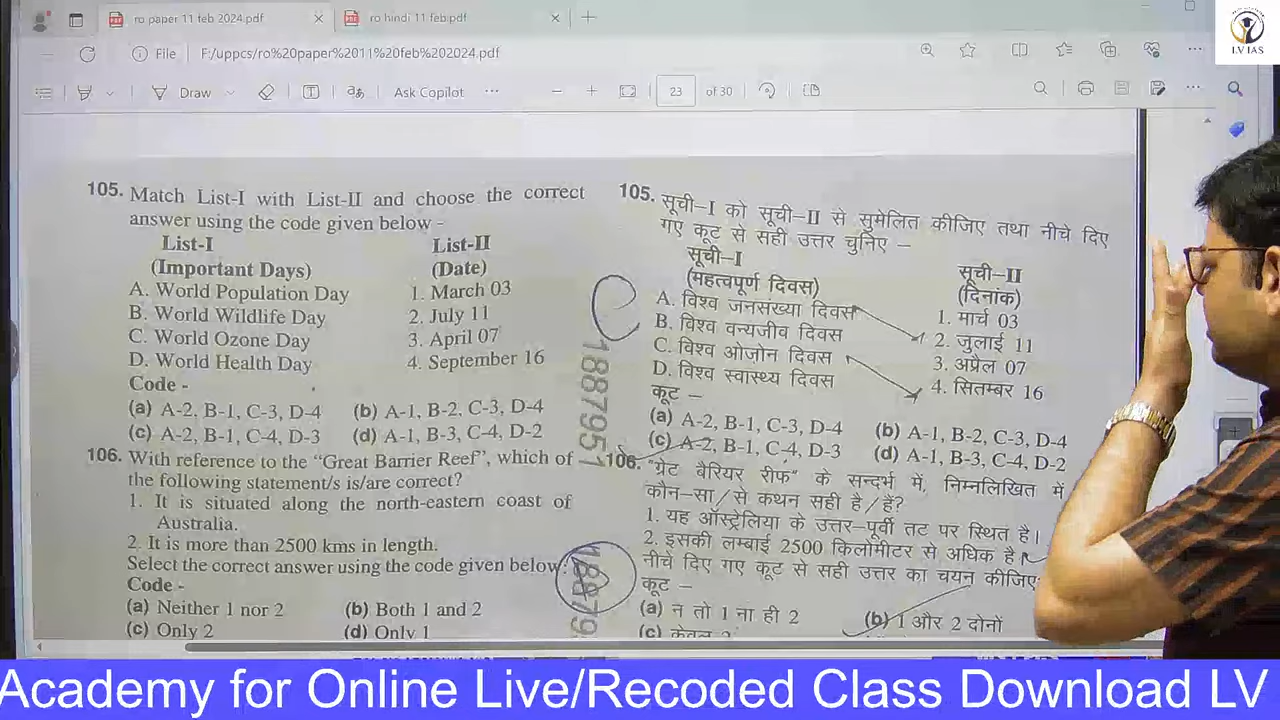 ro paper 11 feb 2024.pdf
ro hindi 11 feb.pdf
LV IAS
File F:/uppcs/ro%20paper%2011%20feb%202024.pdf
Draw
Ask Copilot
23 of 30
105. Match List-I with List-II and choose the correct
answer using the code given below -
List-I List-II
(Important Days) (Date)
A. World Population Day 1. March 03
B. World Wildlife Day 2. July 11
C. World Ozone Day 3. April 07
D. World Health Day 4. September 16
Code -
(a) A-2, B-1, C-3, D-4 (b) A-1, B-2, C-3, D-4
(c) A-2, B-1, C-4, D-3 (d) A-1, B-3, C-4, D-2
106. With reference to the “Great Barrier Reef”, which of
the following statement/s is/are correct?
1. It is situated along the north-eastern coast of
Australia.
2. It is more than 2500 kms in length.
Select the correct answer using the code given below:
Code -
(a) Neither 1 nor 2 (b) Both 1 and 2
(c) Only 2 (d) Only 1
1887951
105. सूची-I को सूची-II से सुमेलित कीजिए तथा नीचे दिए
गए कूट से सही उत्तर चुनिए –
सूची-I सूची-II
(महत्वपूर्ण दिवस) (दिनांक)
A. विश्व जनसंख्या दिवस 1. मार्च 03
B. विश्व वन्यजीव दिवस 2. जुलाई 11
C. विश्व ओज़ोन दिवस 3. अप्रैल 07
D. विश्व स्वास्थ्य दिवस 4. सितम्बर 16
कूट –
(a) A-2, B-1, C-3, D-4 (b) A-1, B-2, C-3, D-4
(c) A-2, B-1, C-4, D-3 (d) A-1, B-3, C-4, D-2
106. “ग्रेट बैरियर रीफ” के सन्दर्भ में, निम्नलिखित में
कौन-सा/से कथन सही है/हैं?
1. यह ऑस्ट्रेलिया के उत्तर-पूर्वी तट पर स्थित है।
2. इसकी लम्बाई 2500 किलोमीटर से अधिक है।
नीचे दिए गए कूट से सही उत्तर का चयन कीजिए
कूट –
(a) न तो 1 ना ही 2 (b) 1 और 2 दोनों
(c) केवल 2
Academy for Online Live/Recoded Class Download LV